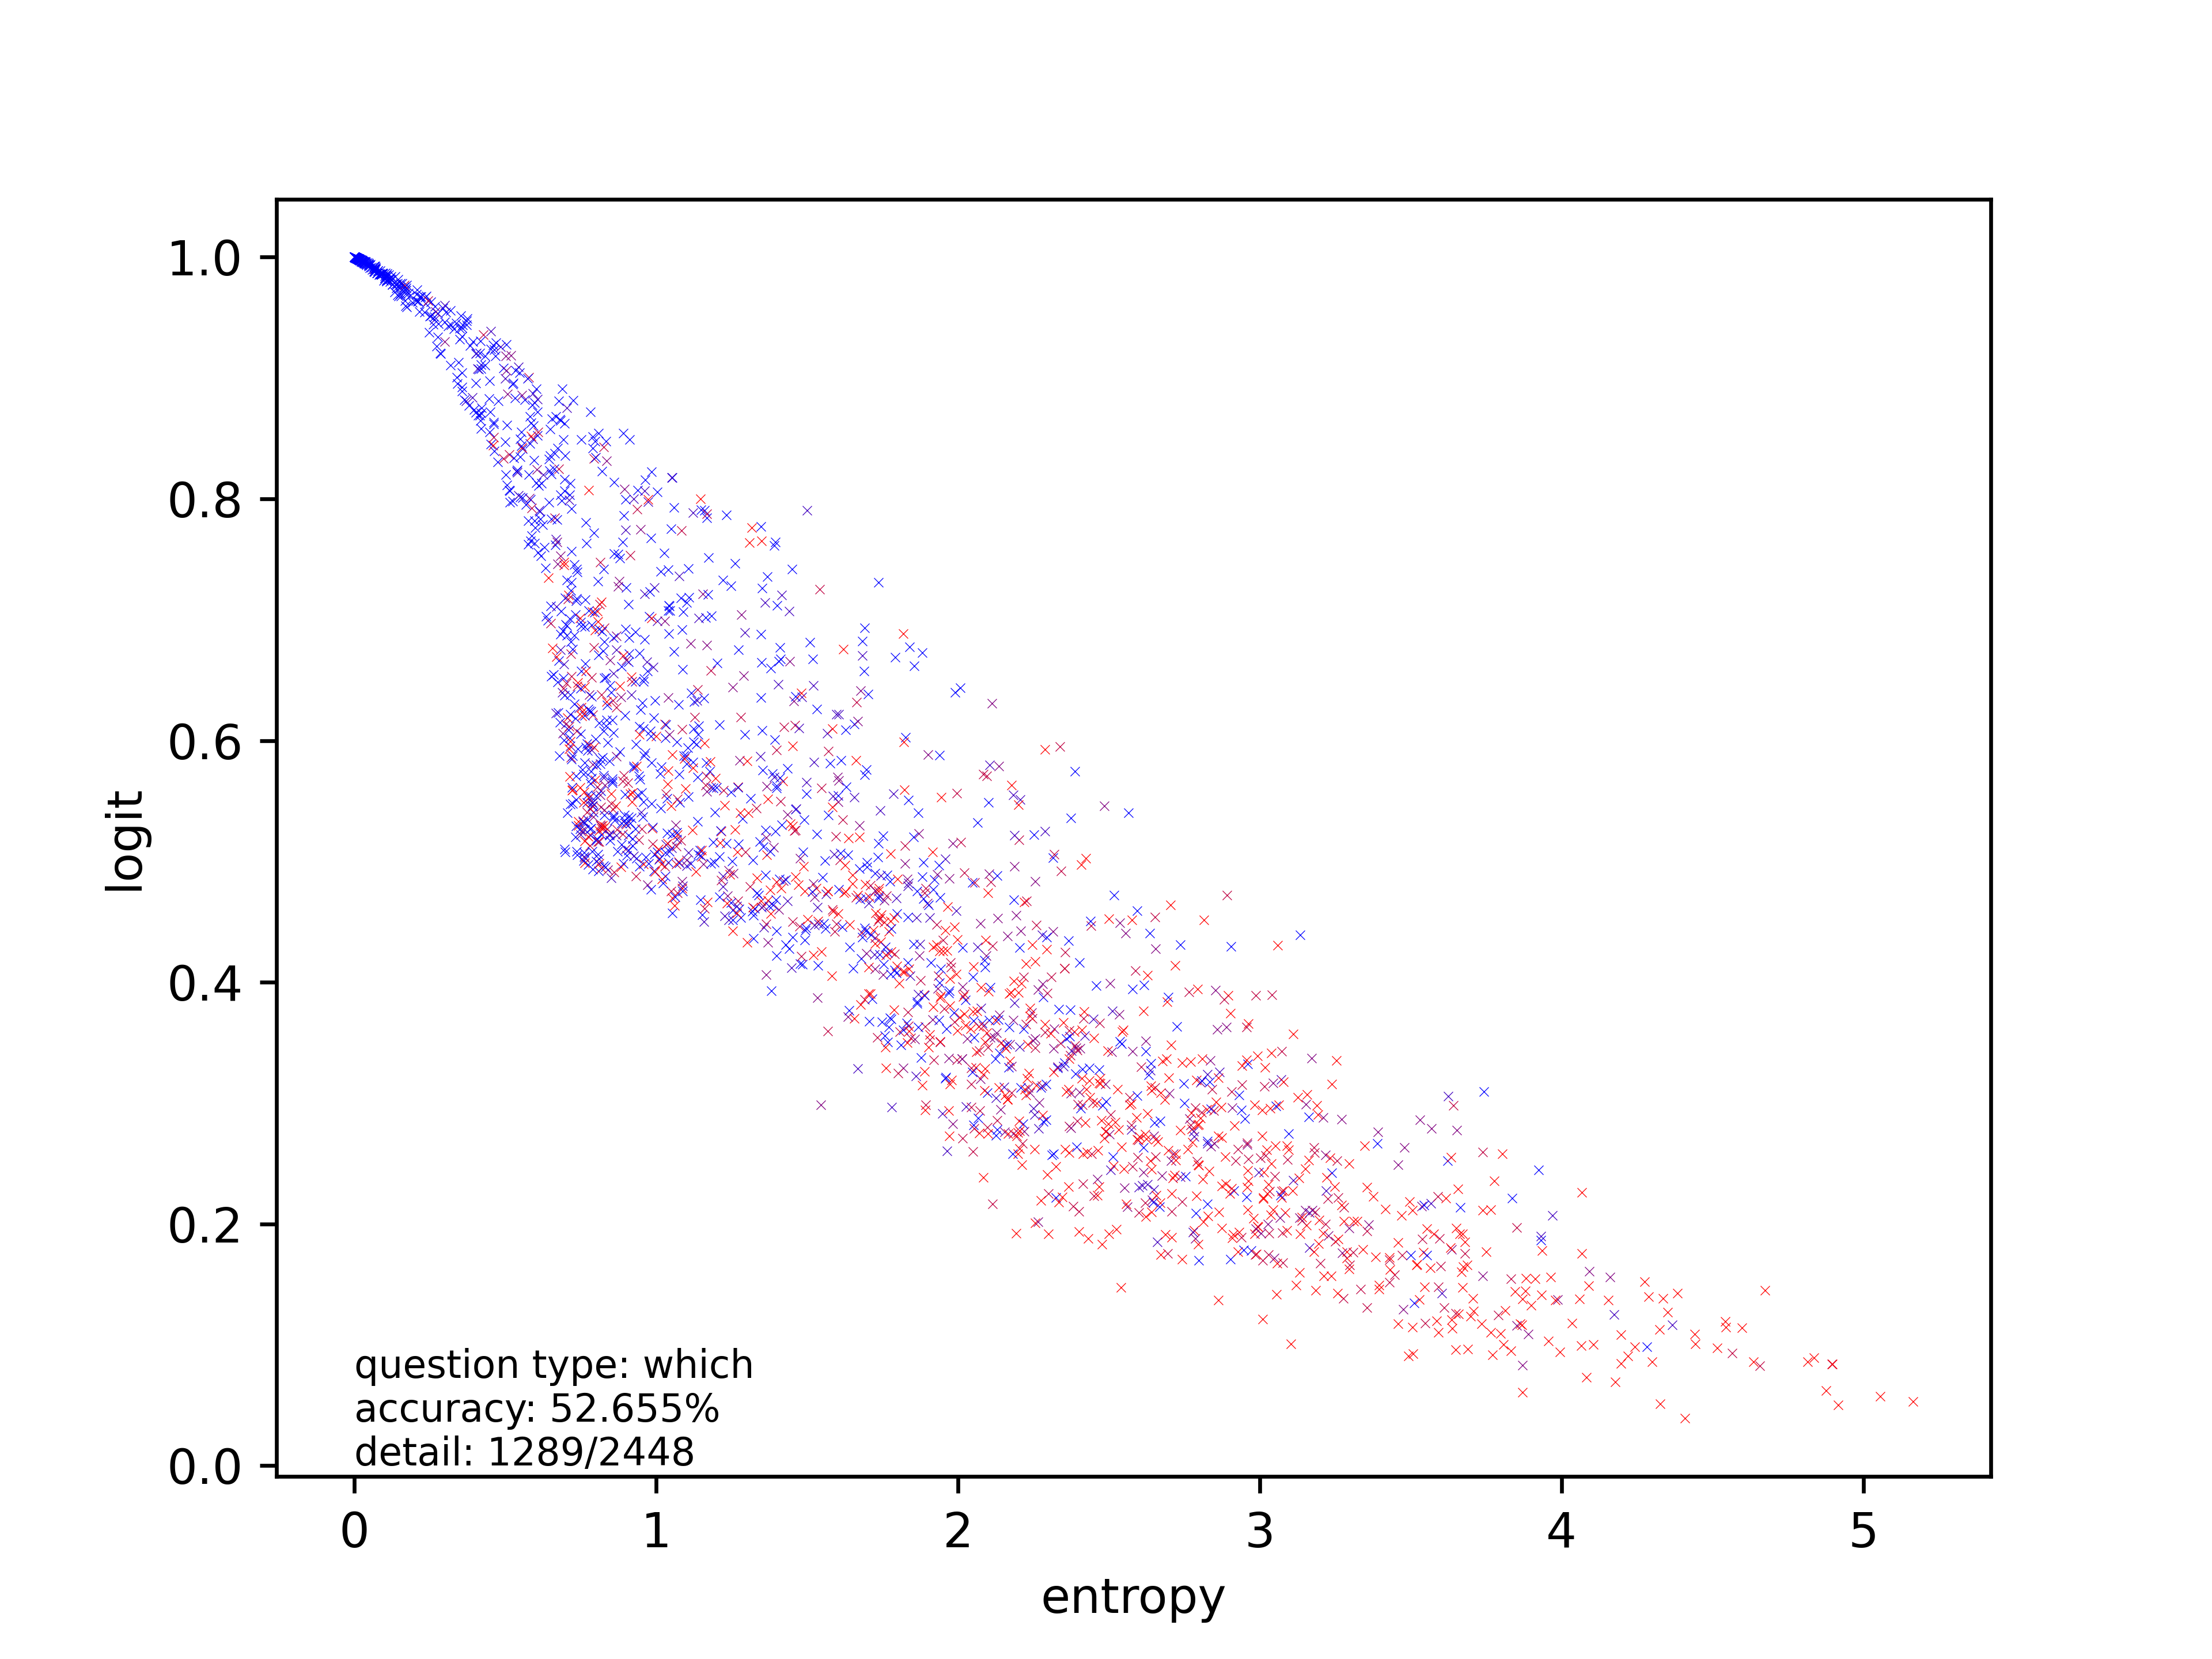 1.0
0.8
0.6
0.4
0.2
0.0
logit
question type: which
accuracy: 52.655%
detail: 1289/2448
0 1 2 3 4 5
entropy